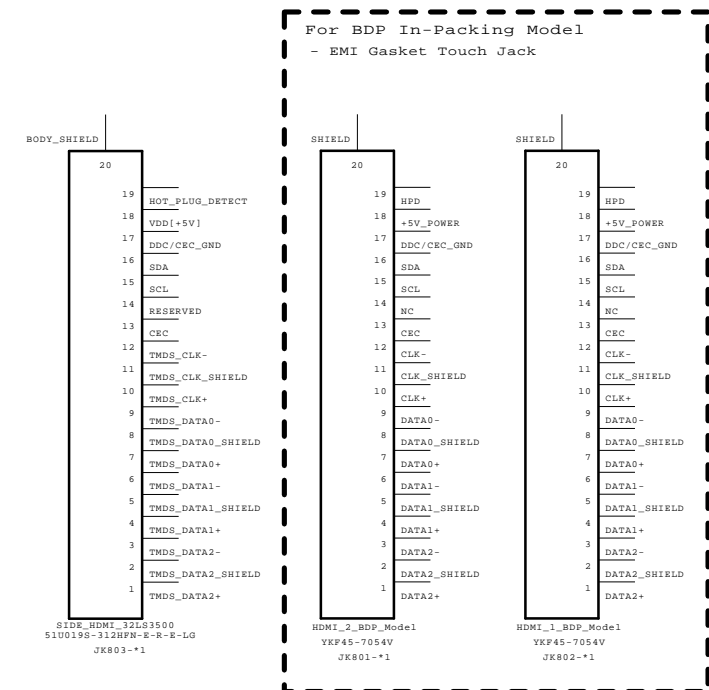 For BDP In-Packing Model
- EMI Gasket Touch Jack
BODY_SHIELD
20
19
HOT_PLUG_DETECT
18
VDD[+5V]
17
DDC/CEC_GND
16
SDA
15
SCL
14
RESERVED
13
CEC
12
TMDS_CLK-
11
TMDS_CLK_SHIELD
10
TMDS_CLK+
9
TMDS_DATA0-
8
TMDS_DATA0_SHIELD
7
TMDS_DATA0+
6
TMDS_DATA1-
5
TMDS_DATA1_SHIELD
4
TMDS_DATA1+
3
TMDS_DATA2-
2
TMDS_DATA2_SHIELD
1
TMDS_DATA2+
SIDE_HDMI_32LS3500
51U019S-312HFN-E-R-E-LG
JK803-*1
SHIELD
20
19
HPD
18
+5V_POWER
17
DDC/CEC_GND
16
SDA
15
SCL
14
NC
13
CEC
12
CLK-
11
CLK_SHIELD
10
CLK+
9
DATA0-
8
DATA0_SHIELD
7
DATA0+
6
DATA1-
5
DATA1_SHIELD
4
DATA1+
3
DATA2-
2
DATA2_SHIELD
1
DATA2+
HDMI_2_BDP_Model
YKF45-7054V
JK801-*1
SHIELD
20
19
HPD
18
+5V_POWER
17
DDC/CEC_GND
16
SDA
15
SCL
14
NC
13
CEC
12
CLK-
11
CLK_SHIELD
10
CLK+
9
DATA0-
8
DATA0_SHIELD
7
DATA0+
6
DATA1-
5
DATA1_SHIELD
4
DATA1+
3
DATA2-
2
DATA2_SHIELD
1
DATA2+
HDMI_1_BDP_Model
YKF45-7054V
JK802-*1